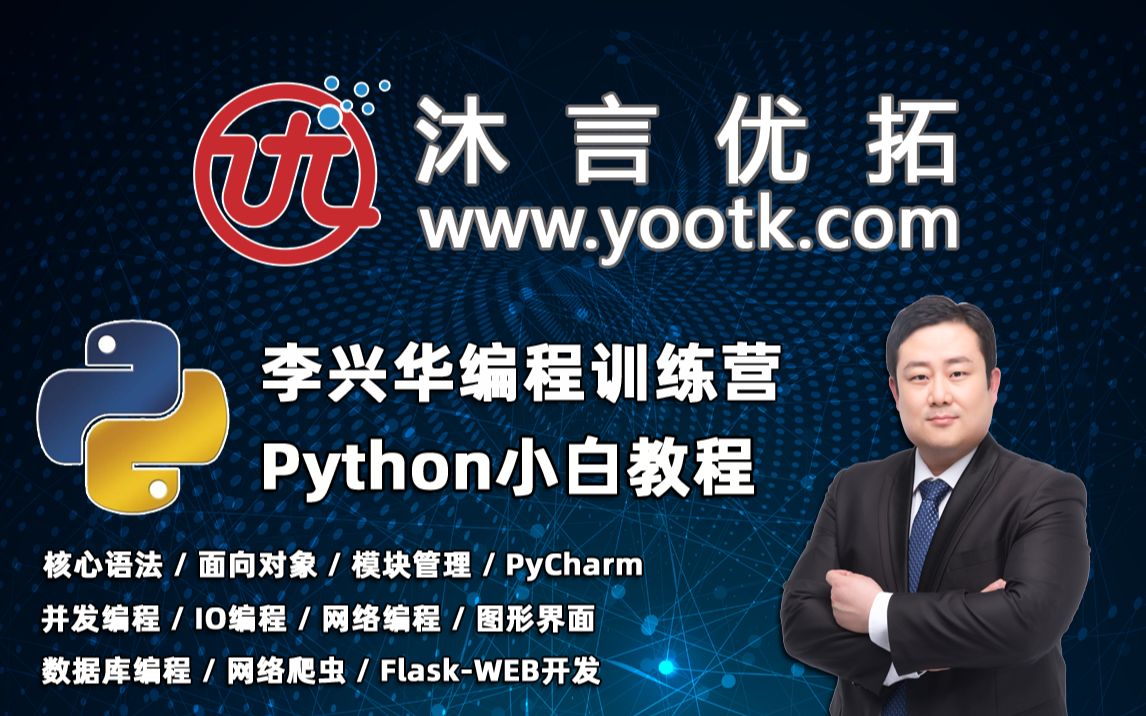 优
沐言优拓
www.yootk.com
李兴华编程训练营
Python小白教程
核心语法 / 面向对象 / 模块管理 / PyCharm
并发编程 / IO编程 / 网络编程 / 图形界面
数据库编程 / 网络爬虫 / Flask-WEB开发